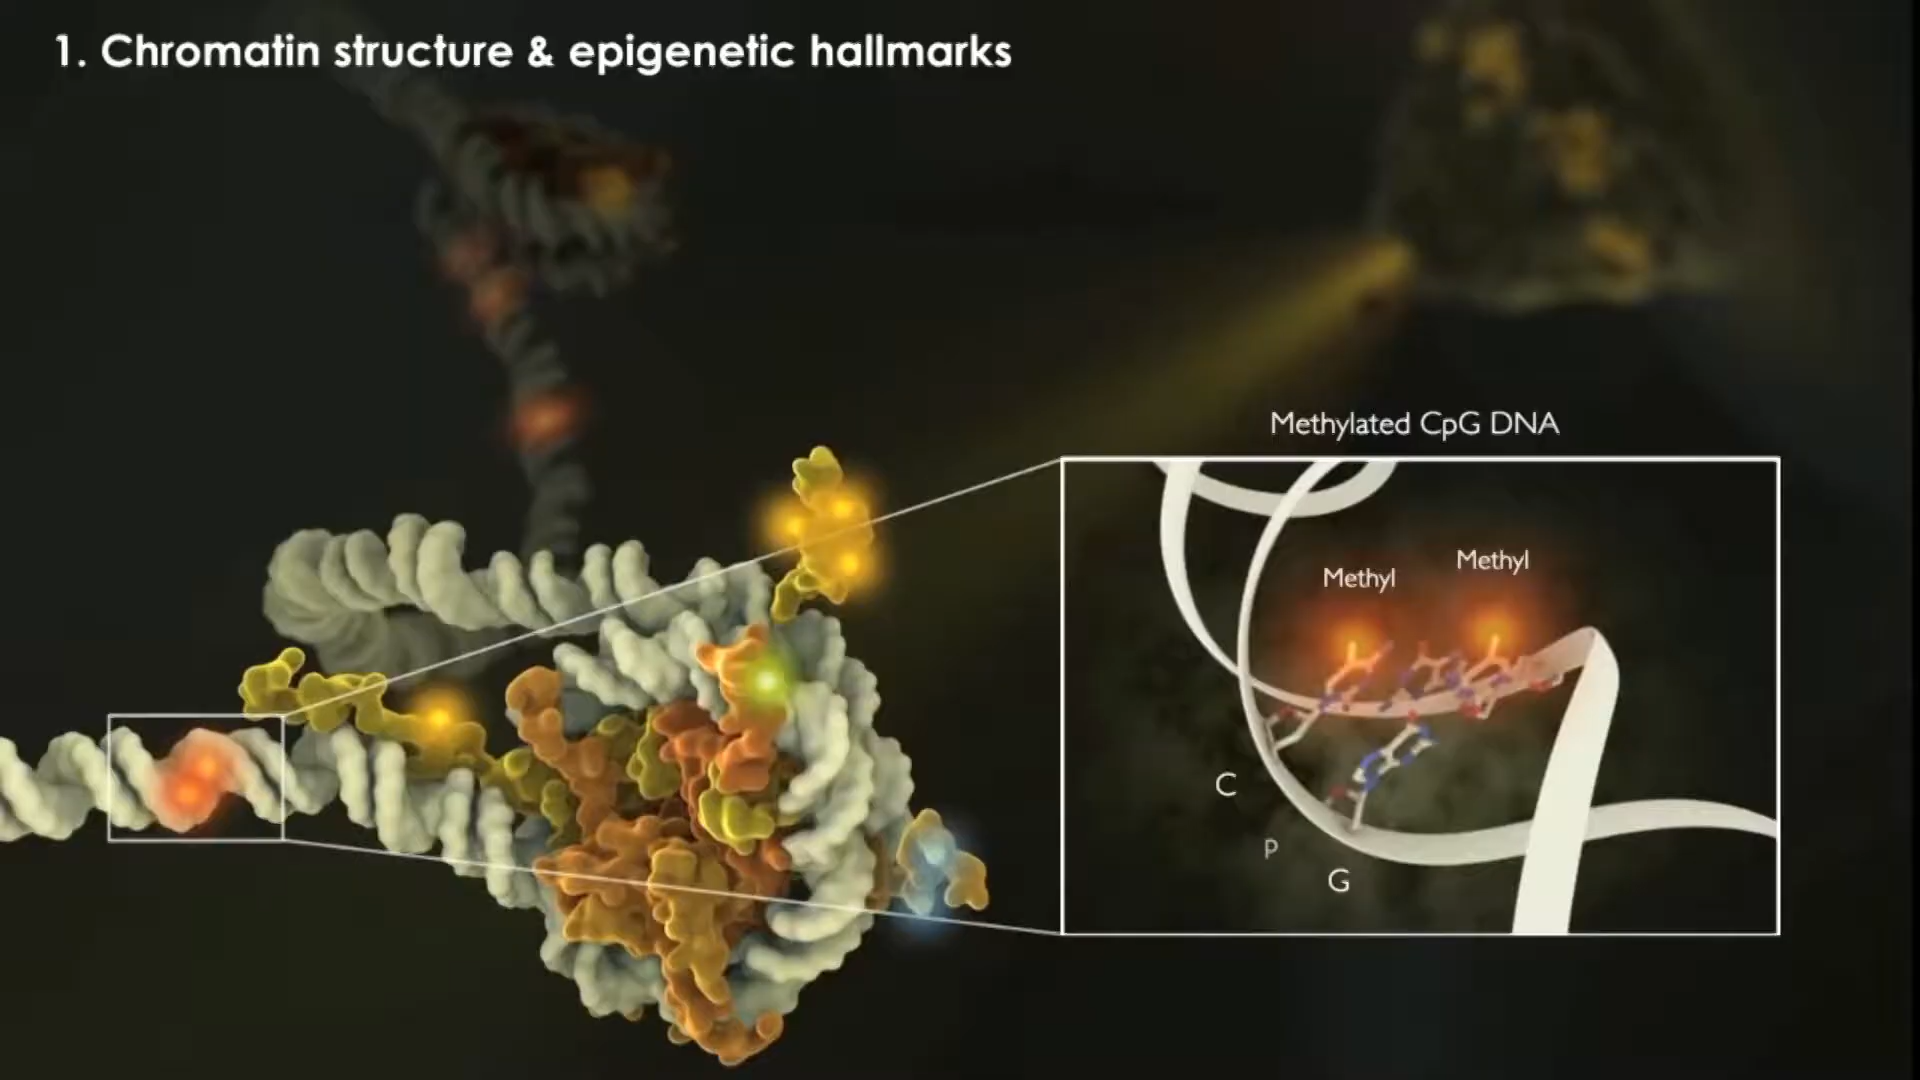 1. Chromatin structure & epigenetic hallmarks
Methylated CpG DNA
Methyl
Methyl
C
P
G